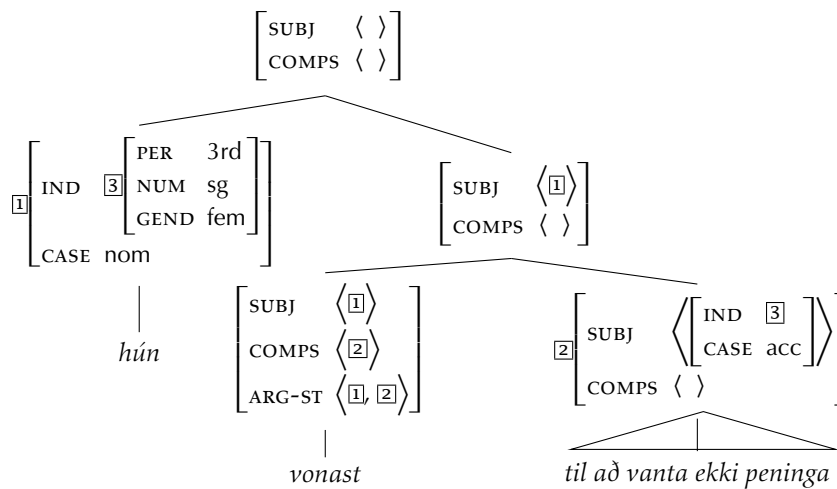 SUBJ ⟨ ⟩
COMPS ⟨ ⟩
1 IND 3 PER 3rd
NUM sg
GEND fem
CASE nom
hún
SUBJ ⟨1⟩
COMPS ⟨ ⟩
SUBJ ⟨1⟩
COMPS ⟨2⟩
ARG-ST ⟨1, 2⟩
vonast
2 SUBJ ⟨IND 3
CASE acc⟩
COMPS ⟨ ⟩
til að vanta ekki peninga